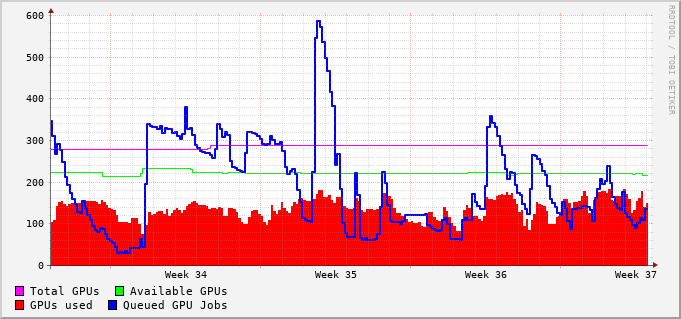 RRDTOOL / TOBI OETIKER
600
500
400
300
200
100
0
Week 34 Week 35 Week 36 Week 37
Total GPUs Available GPUs
GPUs used Queued GPU Jobs